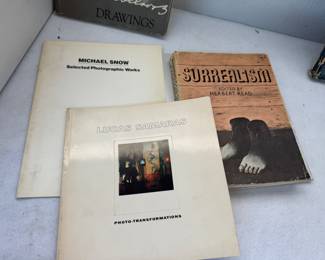 DRAWINGS
MICHAEL SNOW
Selected Photographic Works
SURREALISM
EDITED BY
HERBERT READ
LUCAS SAMARAS
PHOTO-TRANSFORMATIONS